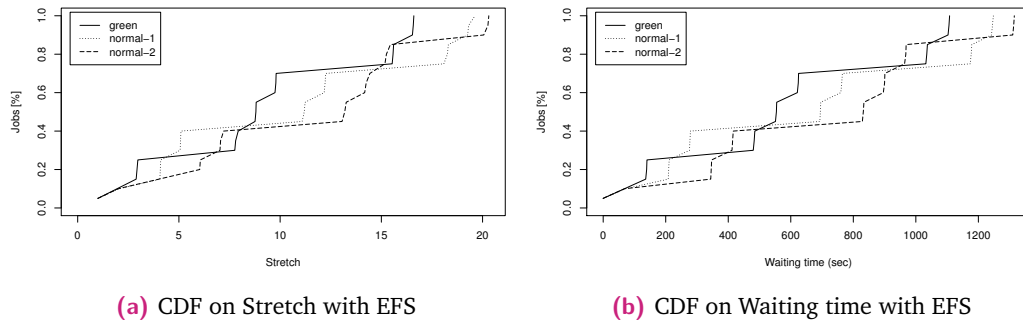 green
normal−1
normal−2
Jobs [%]
1.0
0.8
0.6
0.4
0.2
0.0
0 5 10 15 20
Stretch
(a) CDF on Stretch with EFS
green
normal−1
normal−2
Jobs [%]
1.0
0.8
0.6
0.4
0.2
0.0
0 200 400 600 800 1000 1200
Waiting time (sec)
(b) CDF on Waiting time with EFS